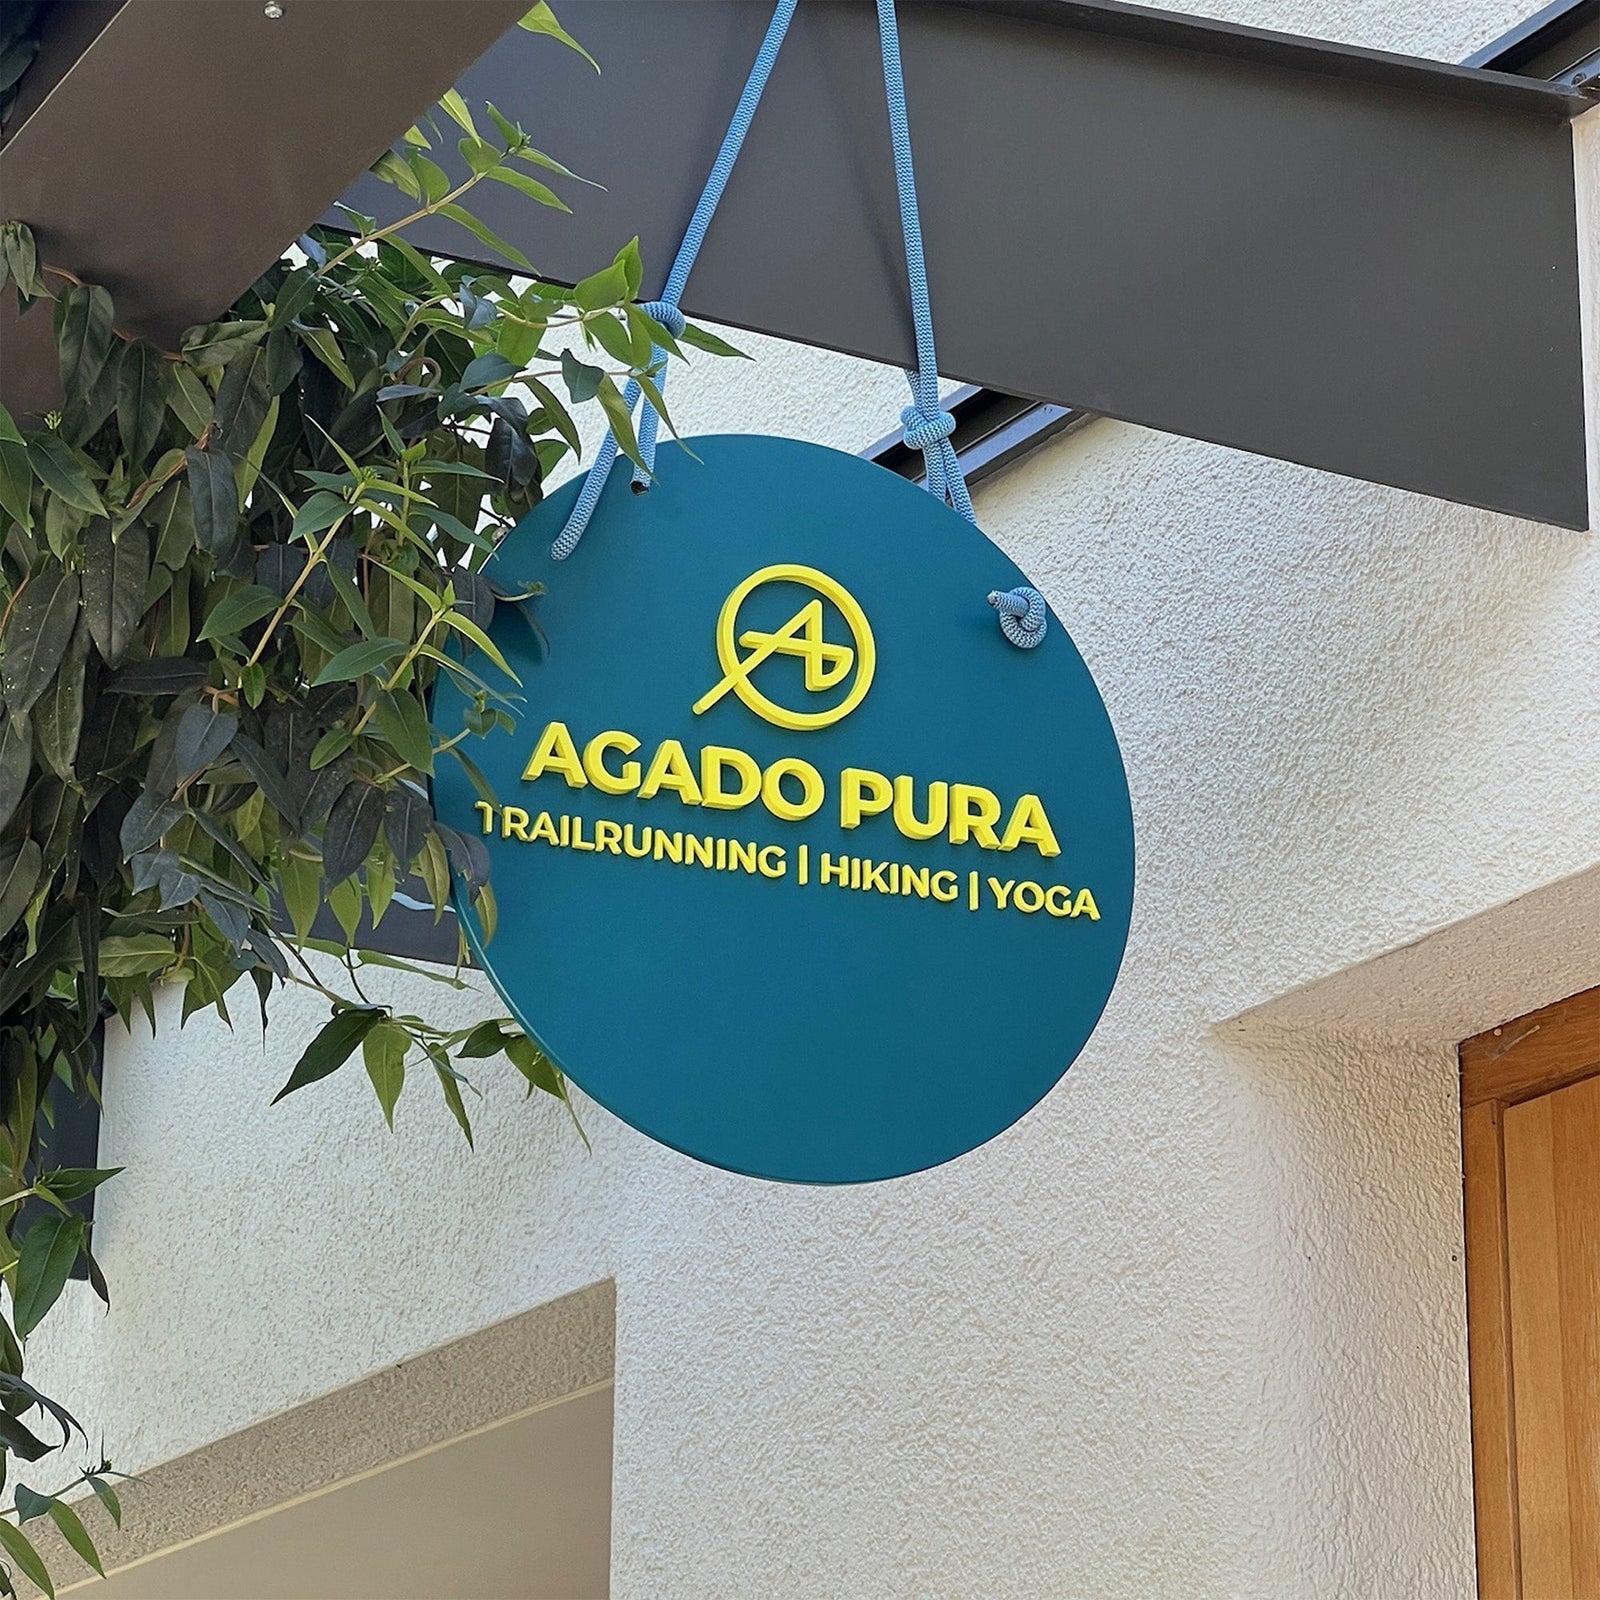 AGADO PURA
TRAILRUNNING | HIKING | YOGA